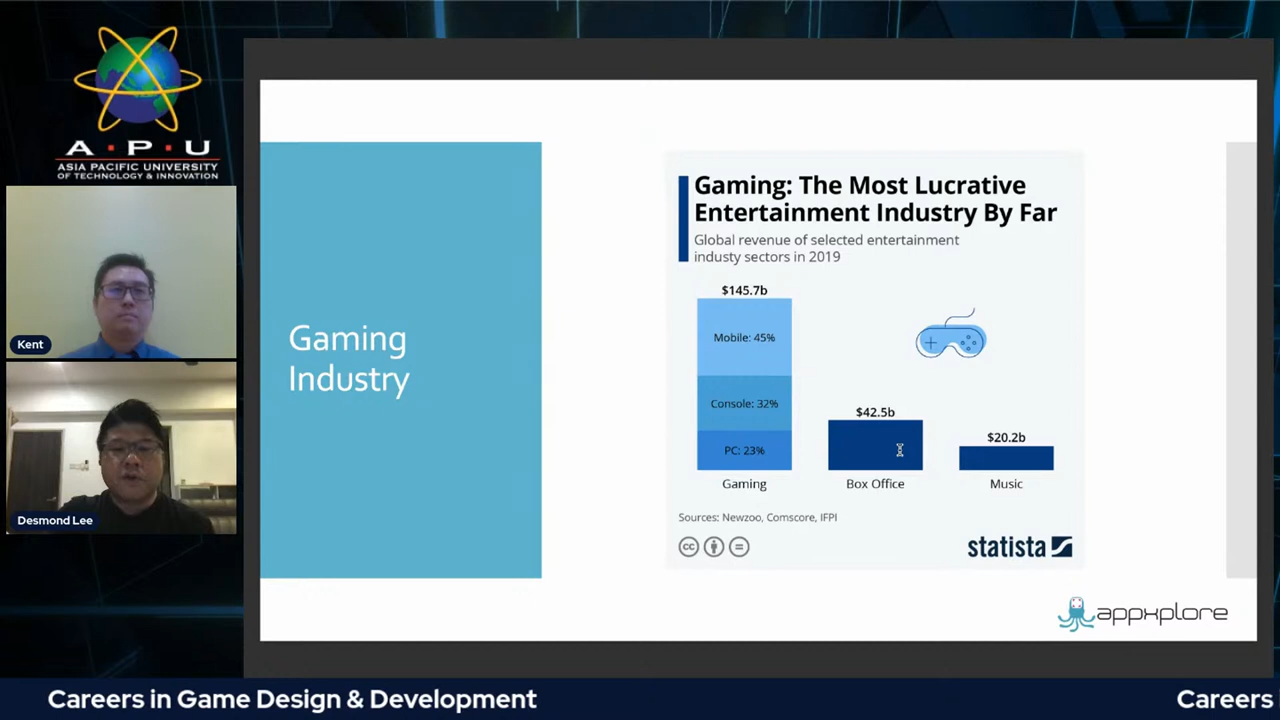 A·P·U
ASIA PACIFIC UNIVERSITY
OF TECHNOLOGY & INNOVATION
Kent
Desmond Lee
Gaming
Industry
Gaming: The Most Lucrative
Entertainment Industry By Far
Global revenue of selected entertainment
industy sectors in 2019
$145.7b
Mobile: 45%
Console: 32%
PC: 23%
Gaming
$42.5b
Box Office
$20.2b
Music
Sources: Newzoo, Comscore, IFPI
cc
statista
appxplore
Careers in Game Design & Development
Careers